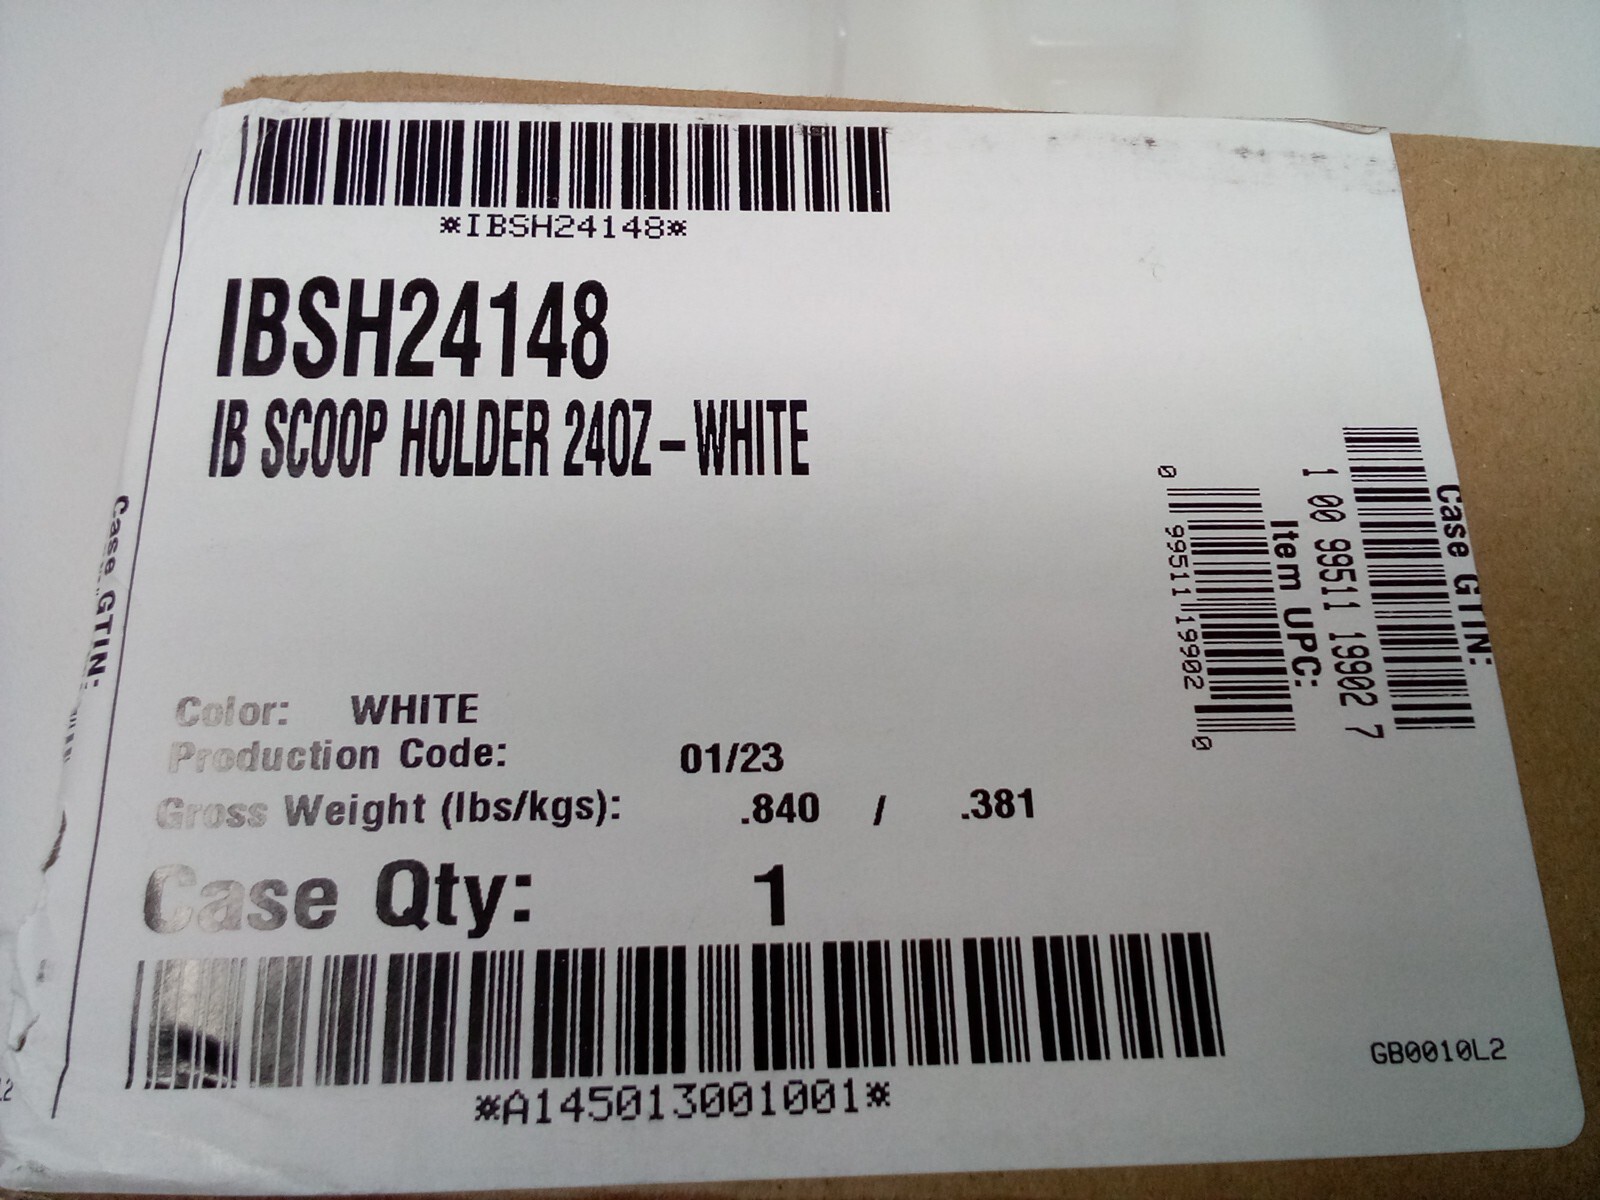 *IBSH24148*
IBSH24148
IB SCOOP HOLDER 24OZ – WHITE
Color: WHITE
Production Code: 01/23
Gross Weight (lbs/kgs): .840 / .381
Case Qty: 1
*A145013001001*
GB0010L2
Case GTIN:
1 00 99511 19902 7
Item UPC:
0 99511 19902 0
Case GTIN: